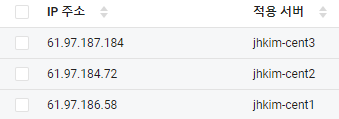 IP 주소 적용 서버
61.97.187.184 jhkim-cent3
61.97.184.72 jhkim-cent2
61.97.186.58 jhkim-cent1